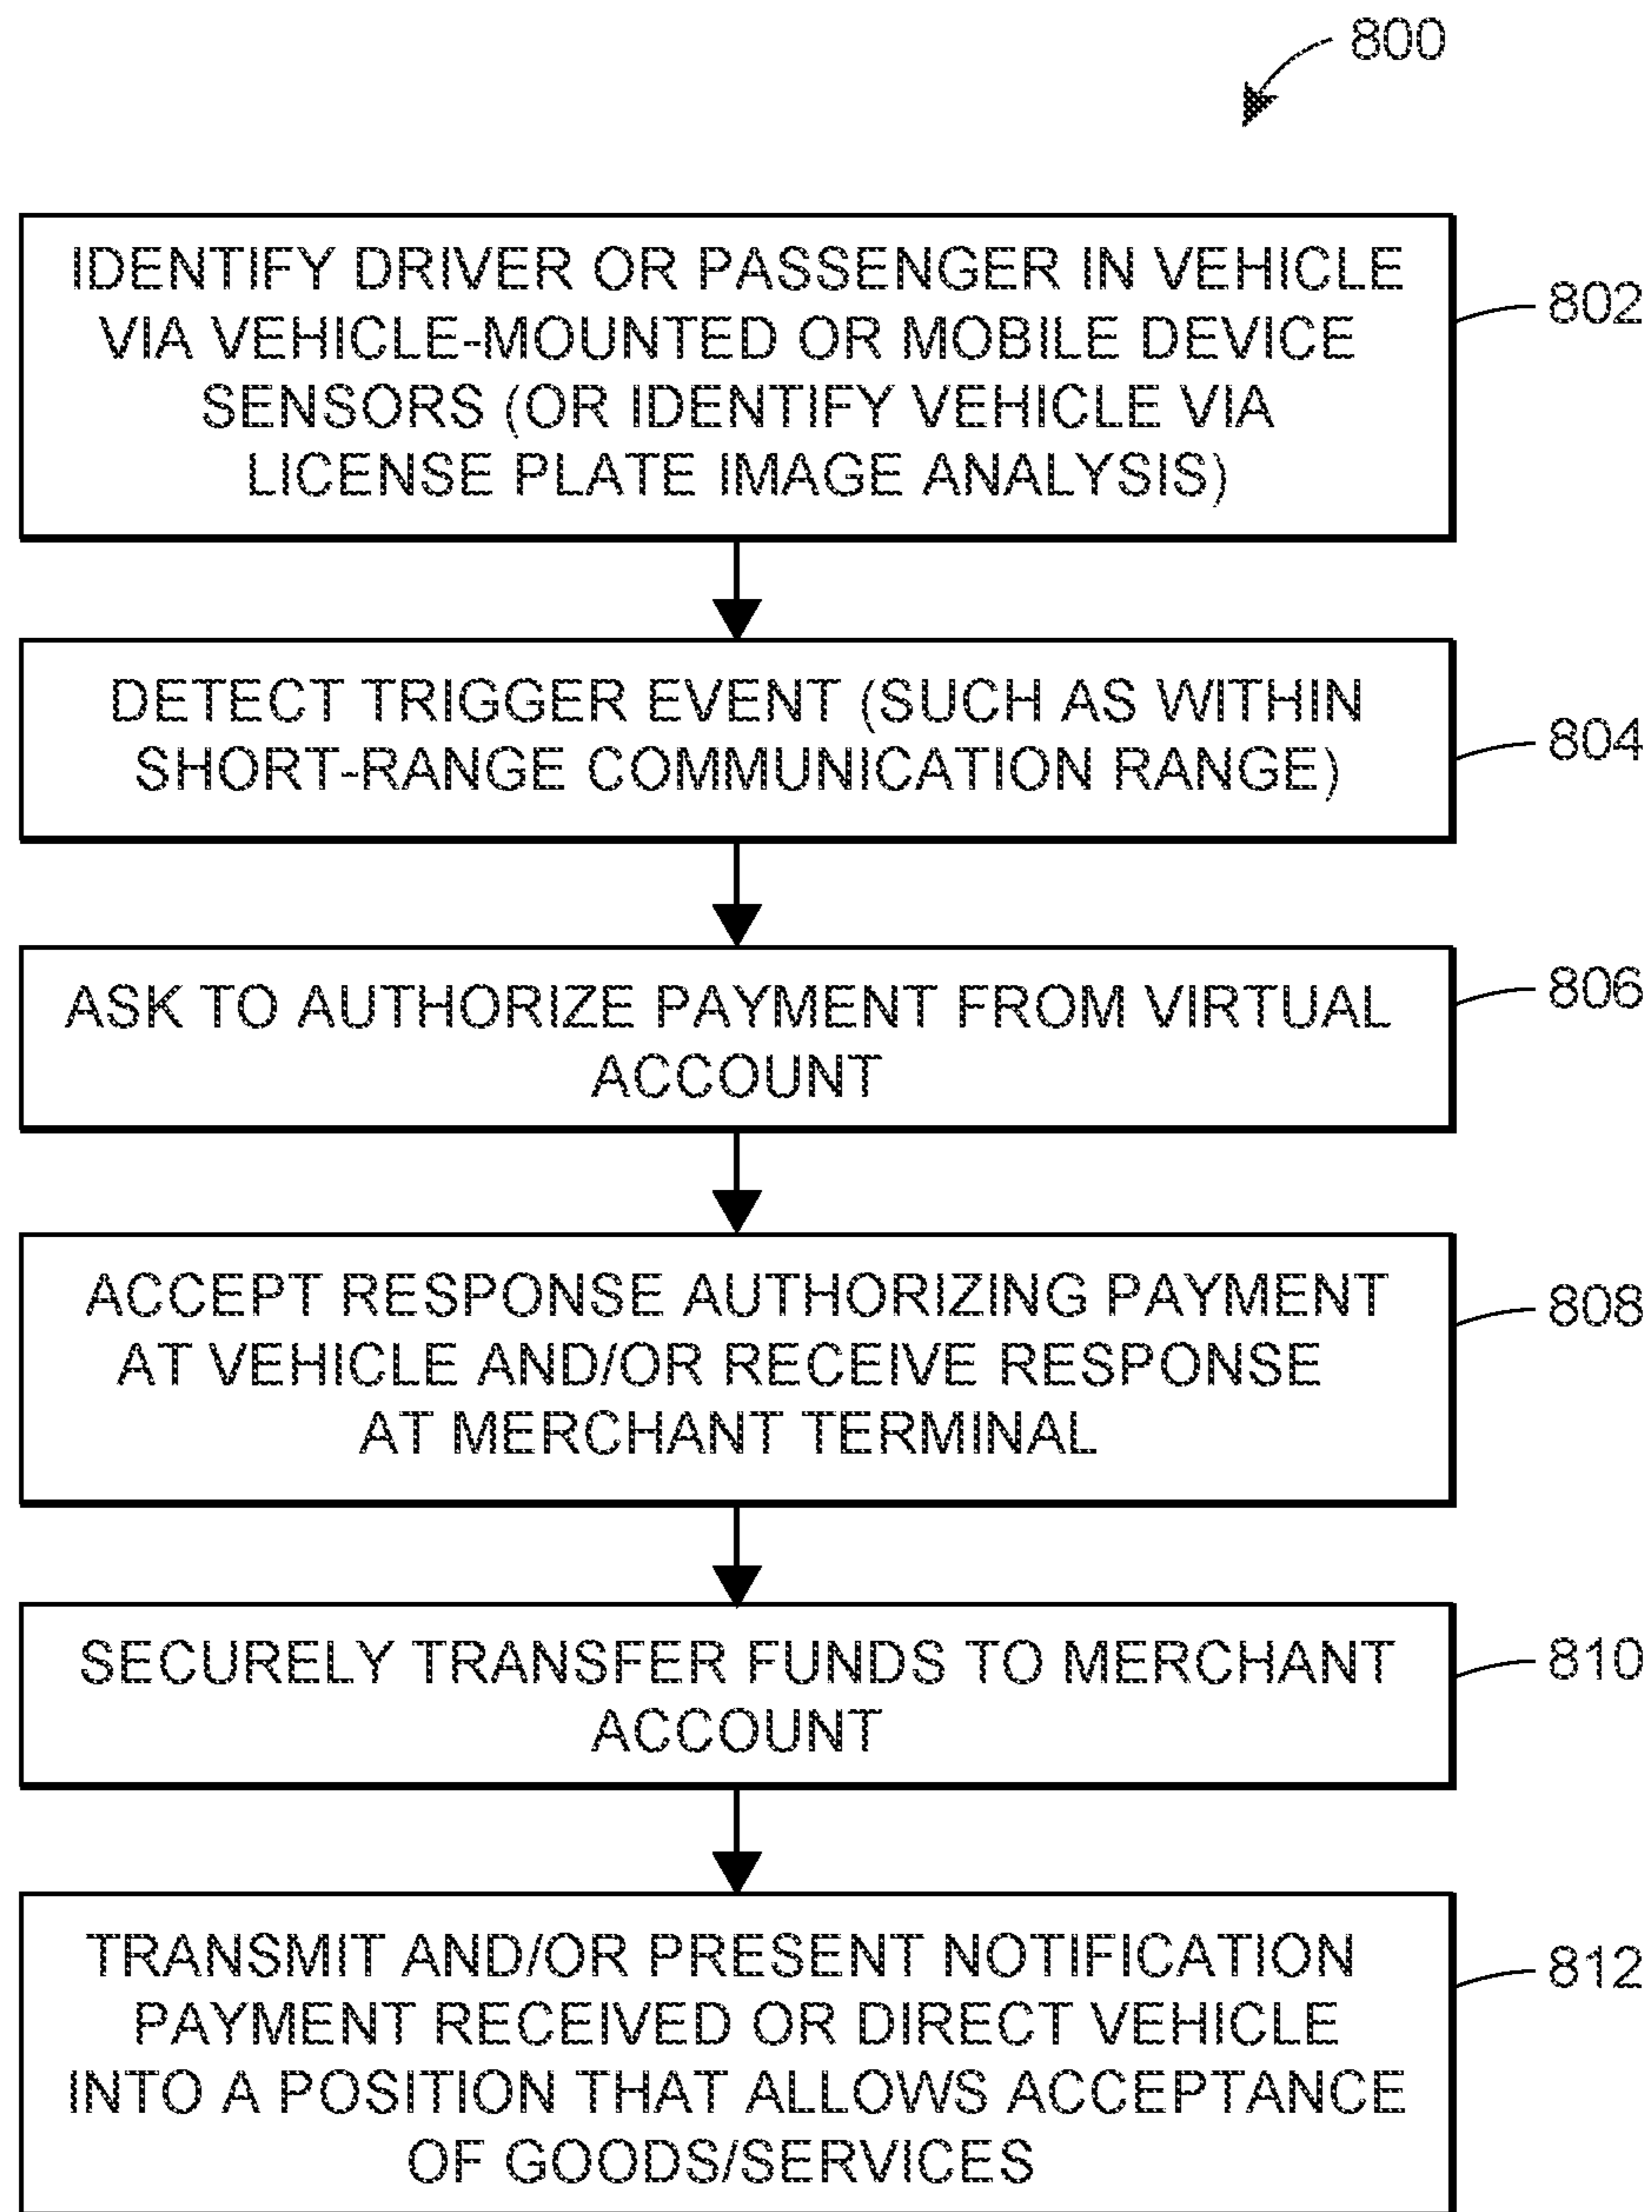 800
IDENTIFY DRIVER OR PASSENGER IN VEHICLE
VIA VEHICLE-MOUNTED OR MOBILE DEVICE
SENSORS (OR IDENTIFY VEHICLE VIA
LICENSE PLATE IMAGE ANALYSIS)
802
DETECT TRIGGER EVENT (SUCH AS WITHIN
SHORT-RANGE COMMUNICATION RANGE)
804
ASK TO AUTHORIZE PAYMENT FROM VIRTUAL
ACCOUNT
806
ACCEPT RESPONSE AUTHORIZING PAYMENT
AT VEHICLE AND/OR RECEIVE RESPONSE
AT MERCHANT TERMINAL
808
SECURELY TRANSFER FUNDS TO MERCHANT
ACCOUNT
810
TRANSMIT AND/OR PRESENT NOTIFICATION
PAYMENT RECEIVED OR DIRECT VEHICLE
INTO A POSITION THAT ALLOWS ACCEPTANCE
OF GOODS/SERVICES
812